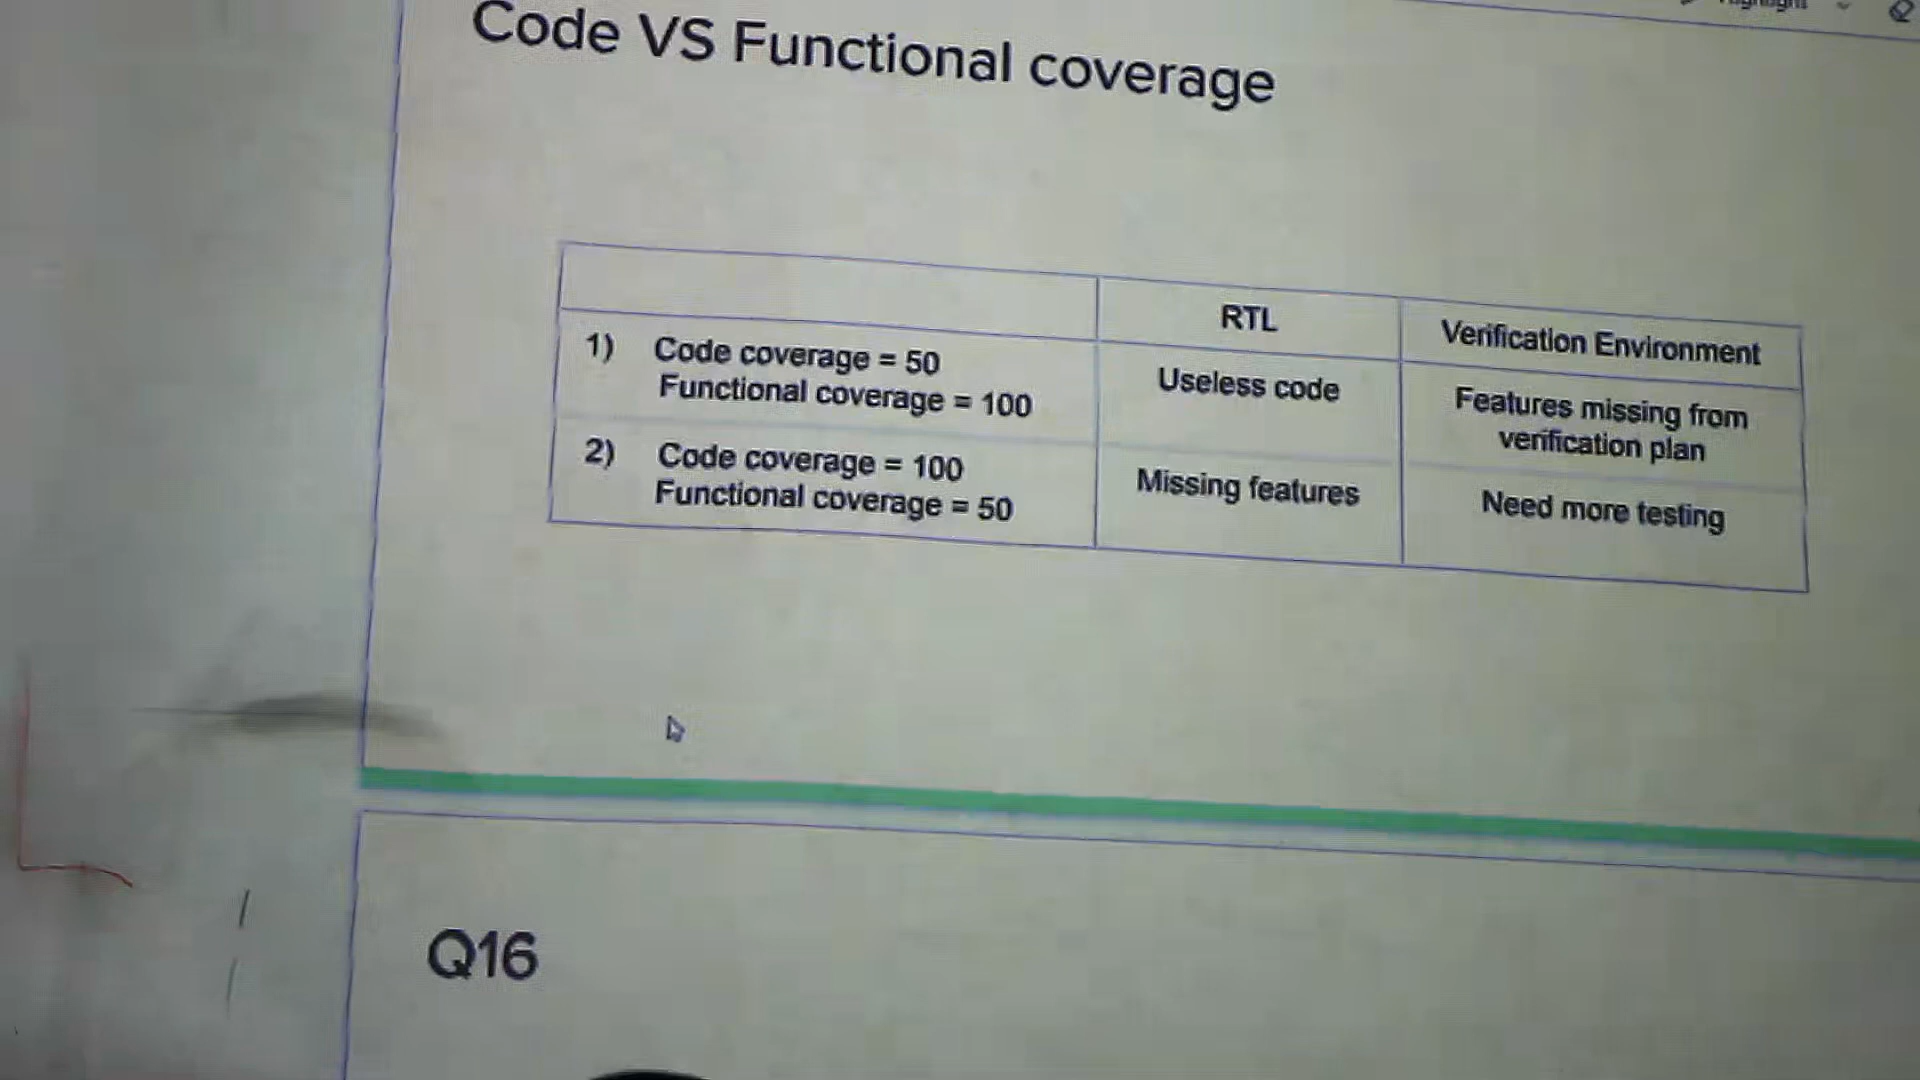 Code VS Functional coverage
RTL
Verification Environment
1) Code coverage = 50
Functional coverage = 100
Useless code
Features missing from
verification plan
2) Code coverage = 100
Functional coverage = 50
Missing features
Need more testing
Q16